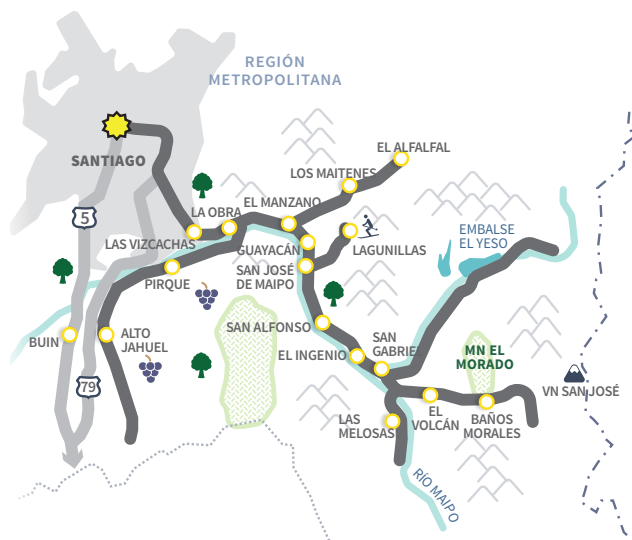 REGIÓN
METROPOLITANA
SANTIAGO
EL ALFALFAL
LOS MAITENES
EL MANZANO
LA OBRA
5
LAS VIZCACHAS
GUAYACÁN
LAGUNILLAS
EMBALSE
EL YESO
SAN JOSÉ
DE MAIPO
PIRQUE
SAN ALFONSO
BUIN
ALTO
JAHUEL
EL INGENIO
SAN
GABRIEL
MN EL
MORADO
79
VN SAN JOSÉ
LAS
MELOSAS
EL
VOLCÁN
BAÑOS
MORALES
RÍO MAIPO